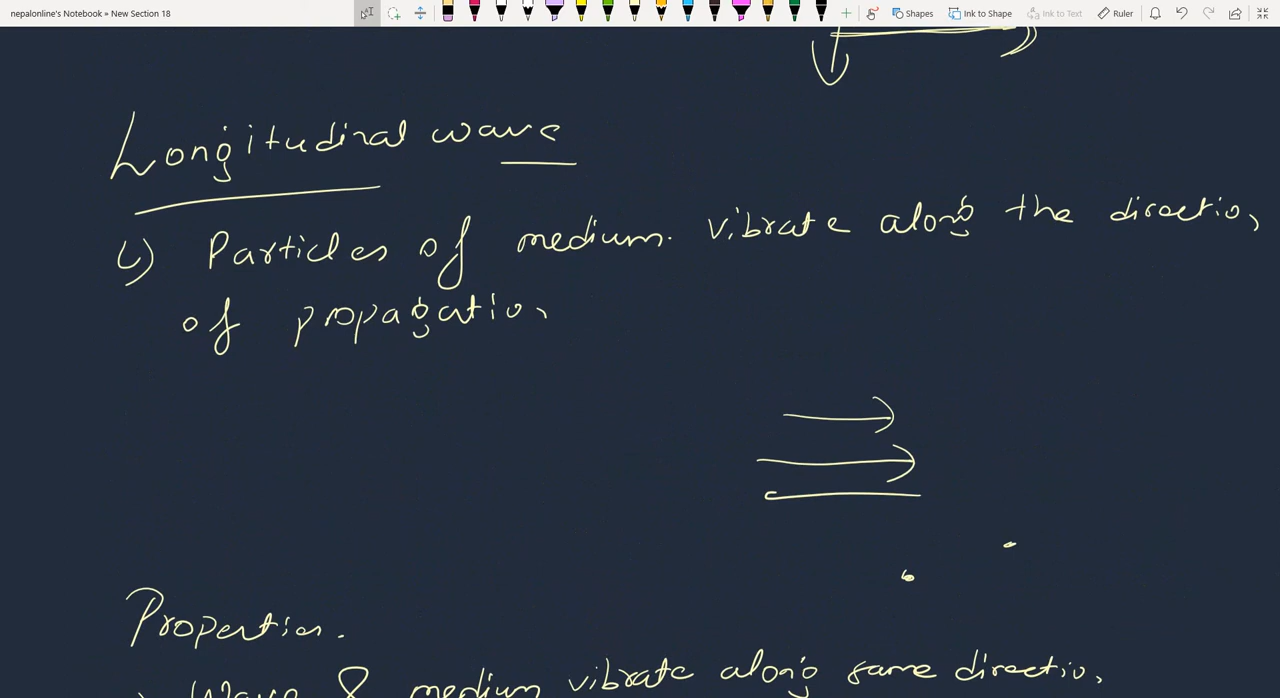 nepalonline's Notebook » New Section 18
Shapes
Ink to Shape
Ink to Text
Ruler
Longitudinal wave
Particles of medium. vibrate along the direction
of propagation
Properties.
Wave & medium vibrate along same direction